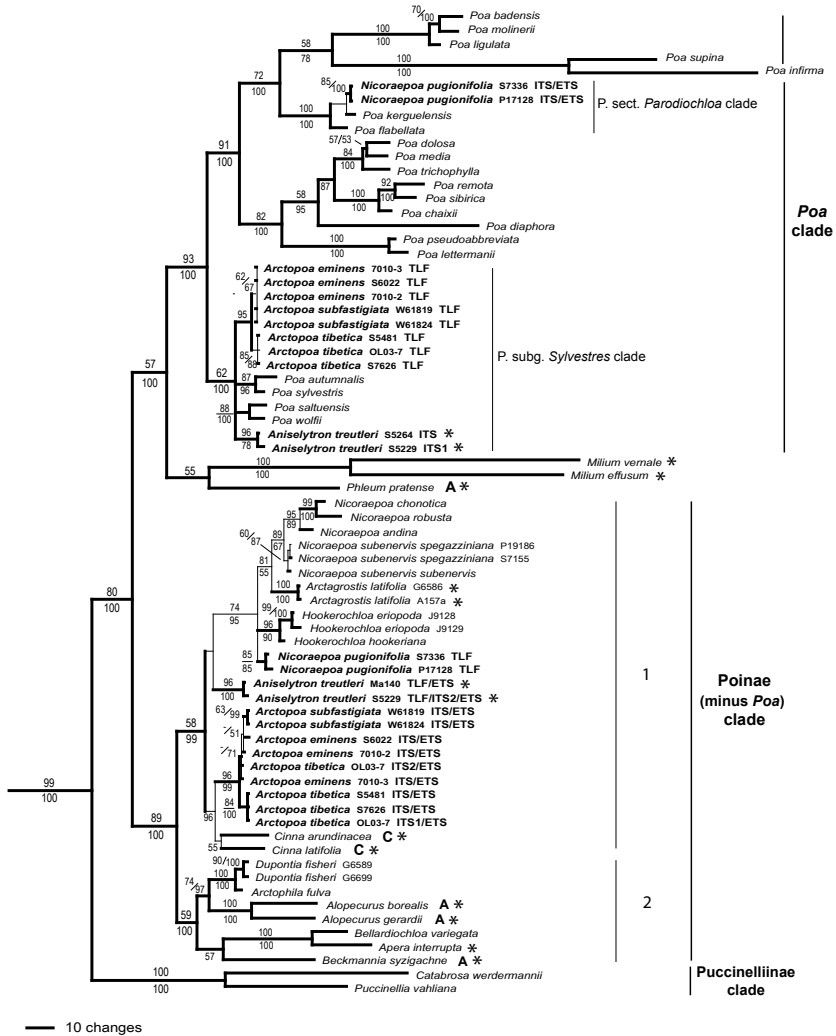 70/100
Poa badensis
Poa molinerii
Poa ligulata
58
78
100
100
Poa supina
100
100
Poa infirma
72
100
85/100
Nicoraepoa pugionifolia S7336 ITS/ETS
Nicoraepoa pugionifolia P17128 ITS/ETS
Poa kerguelensis
100
100
Poa flabellata
P. sect. Parodiochloa clade
91
100
57/53
Poa dolosa
Poa media
84
100
Poa trichophylla
87
92
100
Poa remota
Poa sibirica
100
100
Poa chaixii
58
95
Poa diaphora
82
100
100
100
Poa pseudoabbreviata
Poa lettermanii
Poa
clade
93
100
Arctopoa eminens 7010-3 TLF
62/-
67
Arctopoa eminens S6022 TLF
Arctopoa eminens 7010-2 TLF
Arctopoa subfastigiata W61819 TLF
95
Arctopoa subfastigiata W61824 TLF
Arctopoa tibetica S5481 TLF
Arctopoa tibetica OL03-7 TLF
85/88
Arctopoa tibetica S7626 TLF
P. subg. Sylvestres clade
62
100
87
96
Poa autumnalis
Poa sylvestris
88
100
Poa saltuensis
Poa wolfii
96
78
Aniselytron treutleri S5264 ITS *
Aniselytron treutleri S5229 ITS1 *
57
100
55
100
100
Milium vernale *
Milium effusum *
Phleum pratense A *
80
100
99
100
Nicoraepoa chonotica
Nicoraepoa robusta
95
89
Nicoraepoa andina
60/87
89
67
Nicoraepoa subenervis spegazziniana P19186
Nicoraepoa subenervis spegazziniana S7155
Nicoraepoa subenervis subenervis
81
55
100
100
Arctagrostis latifolia G6586 *
Arctagrostis latifolia A157a *
74
95
99/100
Hookerochloa eriopoda J9128
96
90
Hookerochloa eriopoda J9129
Hookerochloa hookeriana
85
85
Nicoraepoa pugionifolia S7336 TLF
Nicoraepoa pugionifolia P17128 TLF
96
100
Aniselytron treutleri Ma140 TLF/ETS *
Aniselytron treutleri S5229 TLF/ITS2/ETS *
1
Poinae
(minus Poa)
clade
58
99
63/99
Arctopoa subfastigiata W61819 ITS/ETS
Arctopoa subfastigiata W61824 ITS/ETS
-/51
Arctopoa eminens S6022 ITS/ETS
-/71
Arctopoa eminens 7010-2 ITS/ETS
Arctopoa tibetica OL03-7 ITS2/ETS
96
99
Arctopoa eminens 7010-3 ITS/ETS
84
100
Arctopoa tibetica S5481 ITS/ETS
Arctopoa tibetica S7626 ITS/ETS
Arctopoa tibetica OL03-7 ITS1/ETS
96
55
Cinna arundinacea C *
Cinna latifolia C *
99
100
89
100
90/100
Dupontia fisheri G6589
100
100
Dupontia fisheri G6699
Arctophila fulva
74/97
100
100
Alopecurus borealis A *
Alopecurus gerardii A *
2
59
100
100
100
Bellardiochloa variegata
Apera interrupta *
57
Beckmannia syzigachne A *
100
100
Catabrosa werdermannii
Puccinellia vahliana
Puccinelliinae
clade
10 changes